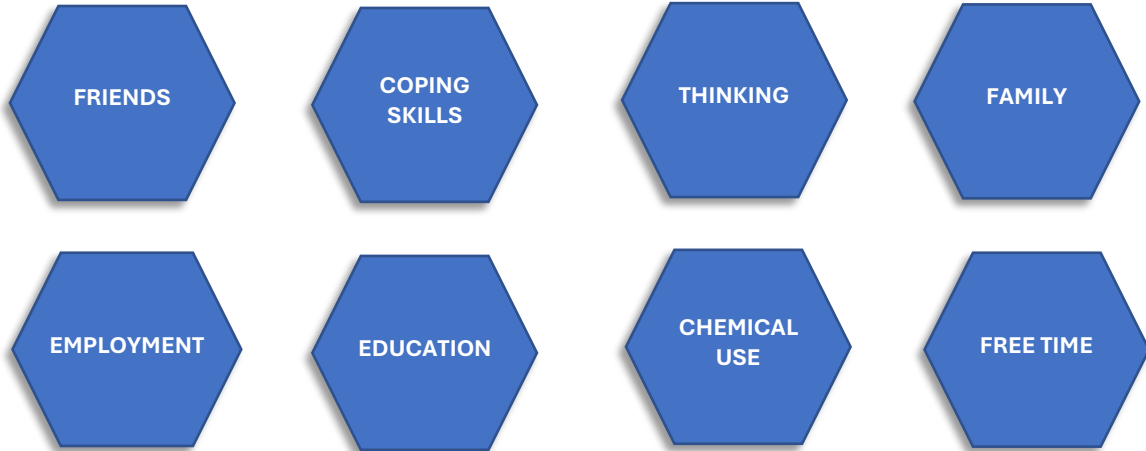 FRIENDS
COPING
SKILLS
THINKING
FAMILY
EMPLOYMENT
EDUCATION
CHEMICAL
USE
FREE TIME